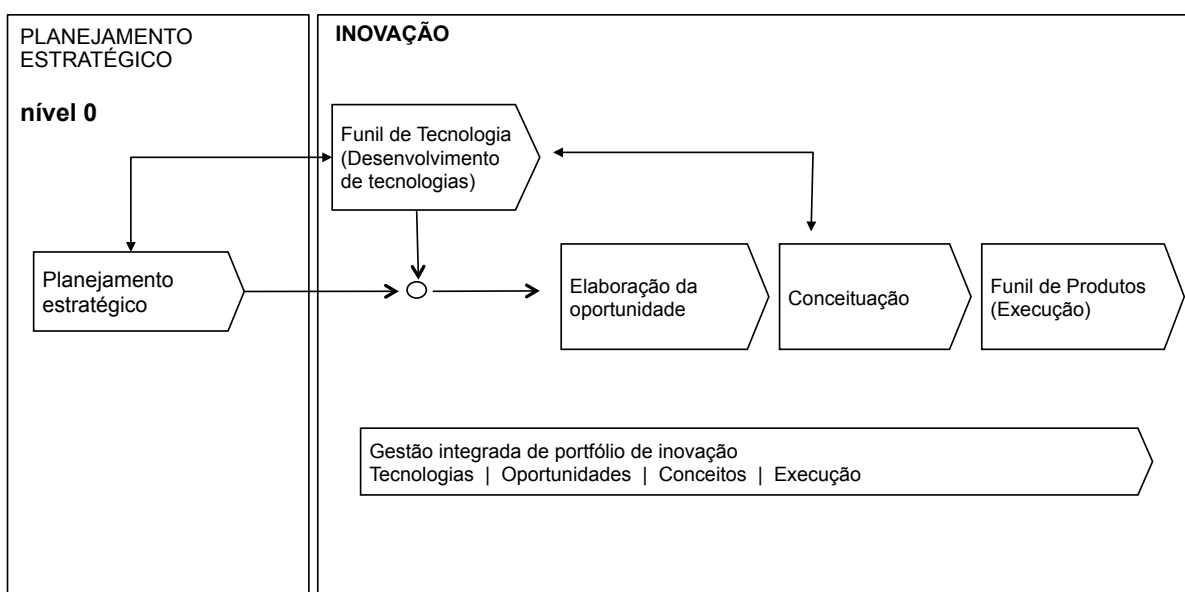 PLANEJAMENTO
ESTRATÉGICO
nível 0
INOVAÇÃO
Funil de Tecnologia
(Desenvolvimento
de tecnologias)
Planejamento
estratégico
Elaboração da
oportunidade
Conceituação
Funil de Produtos
(Execução)
Gestão integrada de portfólio de inovação
Tecnologias | Oportunidades | Conceitos | Execução